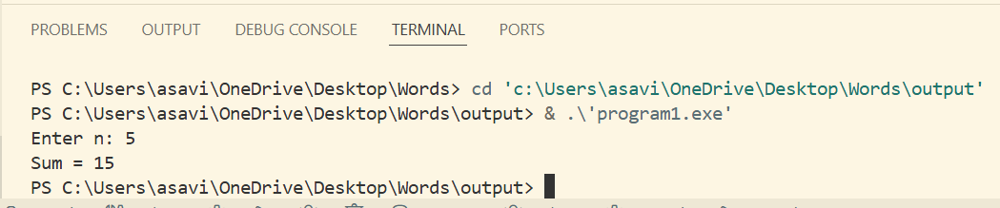 PROBLEMS OUTPUT DEBUG CONSOLE TERMINAL PORTS
PS C:\Users\asavi\OneDrive\Desktop\Words> cd 'c:\Users\asavi\OneDrive\Desktop\Words\output'
PS C:\Users\asavi\OneDrive\Desktop\Words\output> & .\'program1.exe'
Enter n: 5
Sum = 15
PS C:\Users\asavi\OneDrive\Desktop\Words\output>